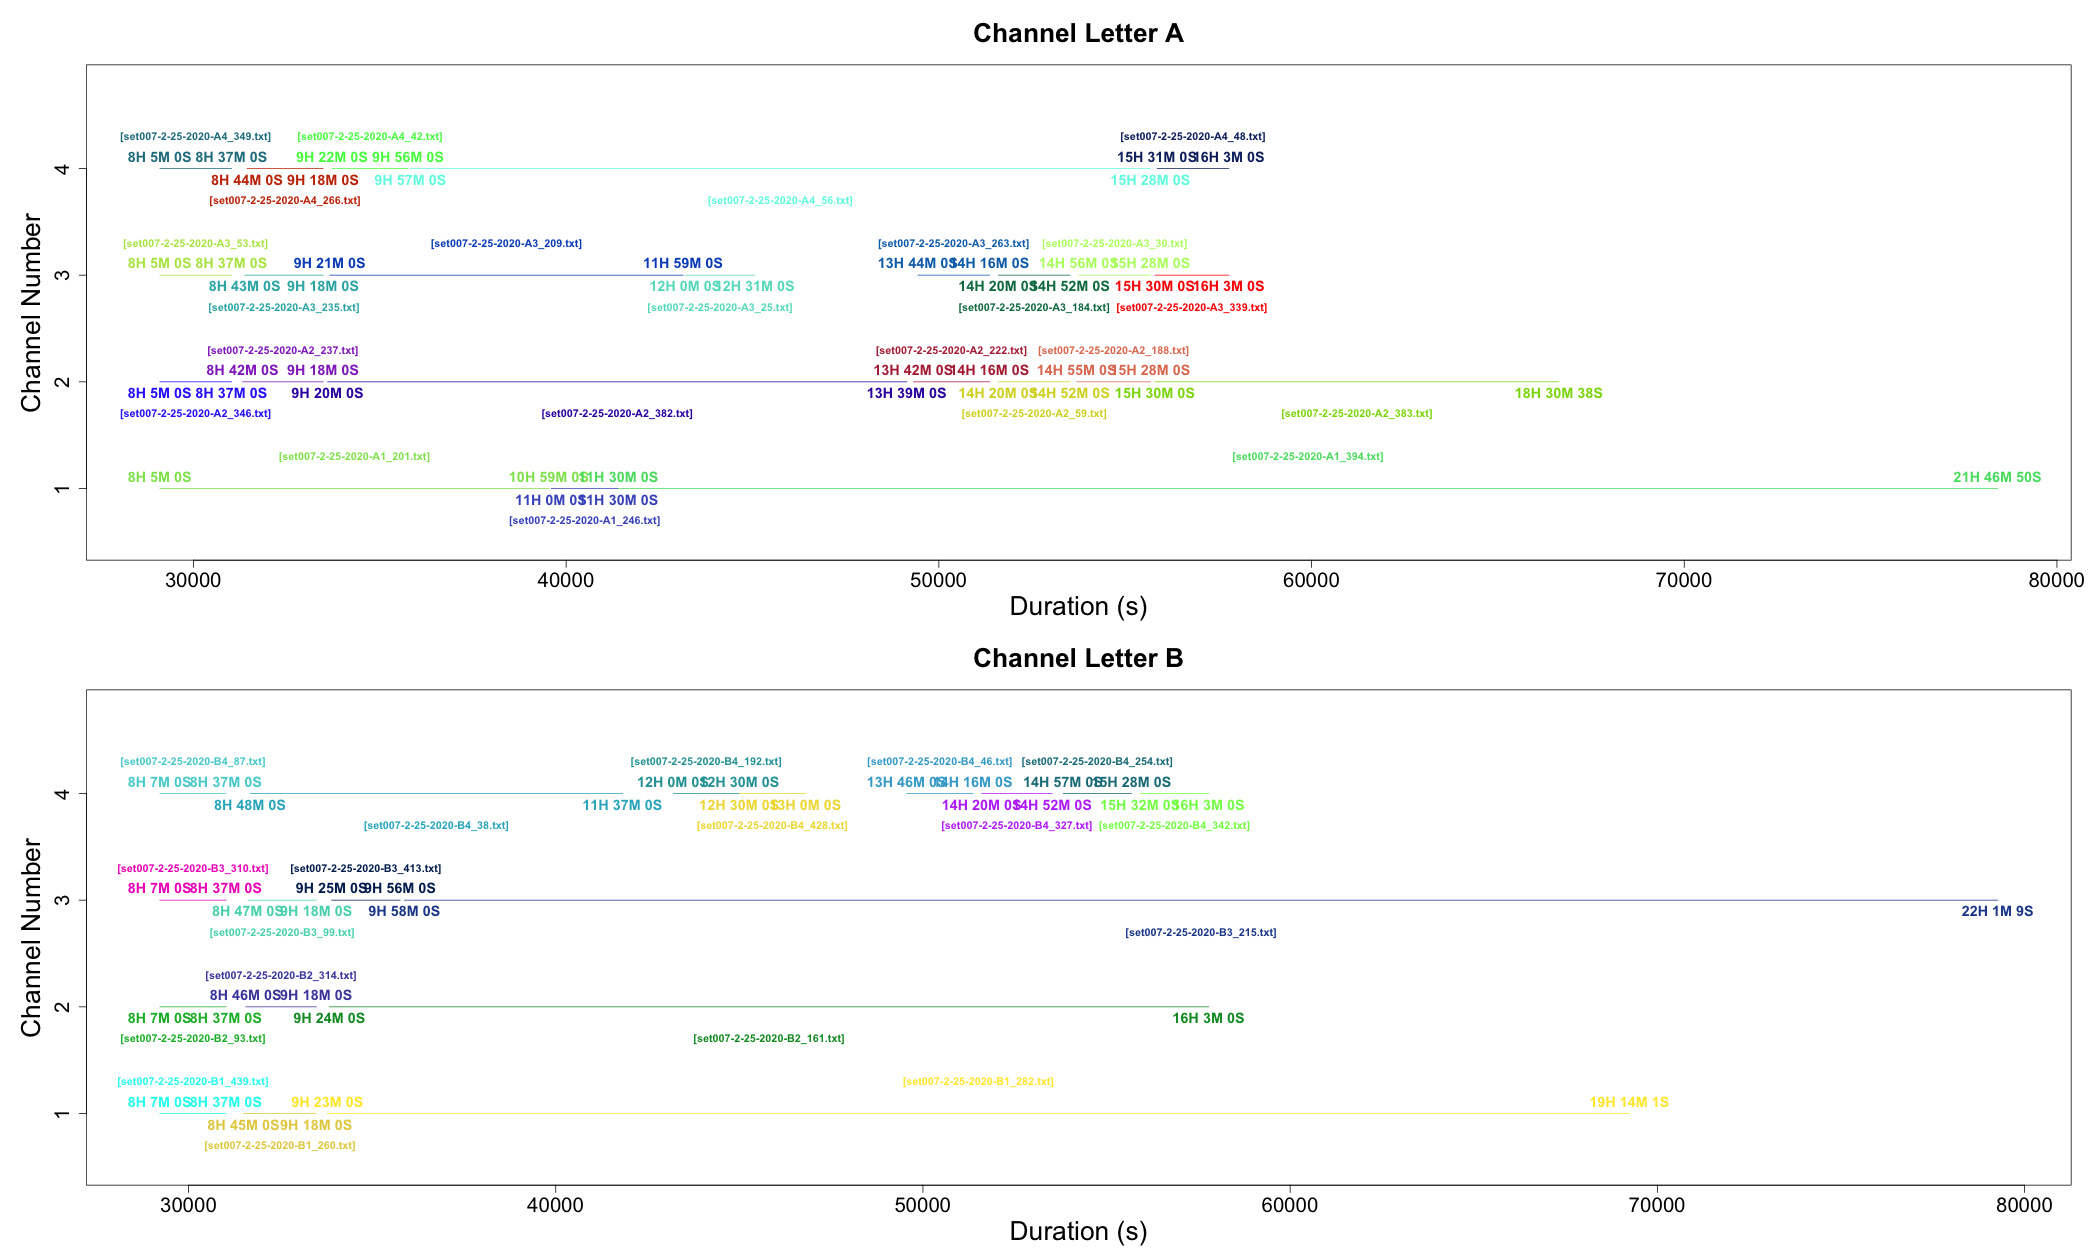 Channel Letter A
[set007-2-25-2020-A4_349.txt] [set007-2-25-2020-A4_42.txt] [set007-2-25-2020-A4_48.txt]
8H 5M 0S 8H 37M 0S 9H 22M 0S 9H 56M 0S 15H 31M 0S 16H 3M 0S
4
8H 44M 0S 9H 18M 0S 9H 57M 0S 15H 28M 0S
[set007-2-25-2020-A4_266.txt] [set007-2-25-2020-A4_56.txt]
[set007-2-25-2020-A3_53.txt] [set007-2-25-2020-A3_209.txt] [set007-2-25-2020-A3_263.txt] [set007-2-25-2020-A3_30.txt]
8H 5M 0S 8H 37M 0S 9H 21M 0S 11H 59M 0S 13H 44M 0S 14H 16M 0S 14H 56M 0S 15H 28M 0S
3
8H 43M 0S 9H 18M 0S 12H 0M 0S 12H 31M 0S 14H 20M 0S 14H 52M 0S 15H 30M 0S 16H 3M 0S
[set007-2-25-2020-A3_235.txt] [set007-2-25-2020-A3_25.txt] [set007-2-25-2020-A3_184.txt] [set007-2-25-2020-A3_339.txt]
Channel Number
[set007-2-25-2020-A2_237.txt] [set007-2-25-2020-A2_222.txt] [set007-2-25-2020-A2_188.txt]
8H 42M 0S 9H 18M 0S 13H 42M 0S 14H 16M 0S 14H 55M 0S 15H 28M 0S
2
8H 5M 0S 8H 37M 0S 9H 20M 0S 13H 39M 0S 14H 20M 0S 14H 52M 0S 15H 30M 0S 18H 30M 38S
[set007-2-25-2020-A2_346.txt] [set007-2-25-2020-A2_382.txt] [set007-2-25-2020-A2_59.txt] [set007-2-25-2020-A2_383.txt]
[set007-2-25-2020-A1_201.txt] [set007-2-25-2020-A1_394.txt]
8H 5M 0S 10H 59M 0S 11H 30M 0S 21H 46M 50S
1
11H 0M 0S 11H 30M 0S
[set007-2-25-2020-A1_246.txt]
30000 40000 50000 60000 70000 80000
Duration (s)
Channel Letter B
[set007-2-25-2020-B4_87.txt] [set007-2-25-2020-B4_192.txt] [set007-2-25-2020-B4_46.txt] [set007-2-25-2020-B4_254.txt]
8H 7M 0S 8H 37M 0S 12H 0M 0S 12H 30M 0S 13H 46M 0S 14H 16M 0S 14H 57M 0S 15H 28M 0S
4
8H 48M 0S 11H 37M 0S 12H 30M 0S 13H 0M 0S 14H 20M 0S 14H 52M 0S 15H 32M 0S 16H 3M 0S
[set007-2-25-2020-B4_38.txt] [set007-2-25-2020-B4_428.txt] [set007-2-25-2020-B4_327.txt] [set007-2-25-2020-B4_342.txt]
[set007-2-25-2020-B3_310.txt] [set007-2-25-2020-B3_413.txt]
8H 7M 0S 8H 37M 0S 9H 25M 0S 9H 56M 0S
3
8H 47M 0S 9H 18M 0S 9H 58M 0S 22H 1M 9S
[set007-2-25-2020-B3_99.txt] [set007-2-25-2020-B3_215.txt]
Channel Number
[set007-2-25-2020-B2_314.txt]
8H 46M 0S 9H 18M 0S
2
8H 7M 0S 8H 37M 0S 9H 24M 0S 16H 3M 0S
[set007-2-25-2020-B2_93.txt] [set007-2-25-2020-B2_161.txt]
[set007-2-25-2020-B1_439.txt] [set007-2-25-2020-B1_282.txt]
8H 7M 0S 8H 37M 0S 9H 23M 0S 19H 14M 1S
1
8H 45M 0S 9H 18M 0S
[set007-2-25-2020-B1_260.txt]
30000 40000 50000 60000 70000 80000
Duration (s)